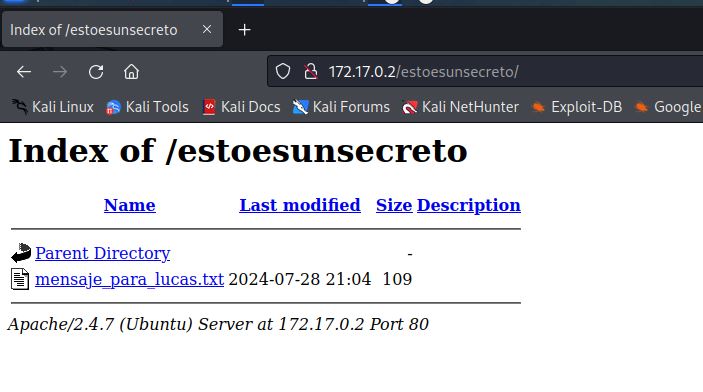 Index of /estoesunsecreto
172.17.0.2/estoesunsecreto/
Kali Linux Kali Tools Kali Docs Kali Forums Kali NetHunter Exploit-DB Google
Index of /estoesunsecreto
Name Last modified Size Description
Parent Directory -
mensaje_para_lucas.txt 2024-07-28 21:04 109
Apache/2.4.7 (Ubuntu) Server at 172.17.0.2 Port 80